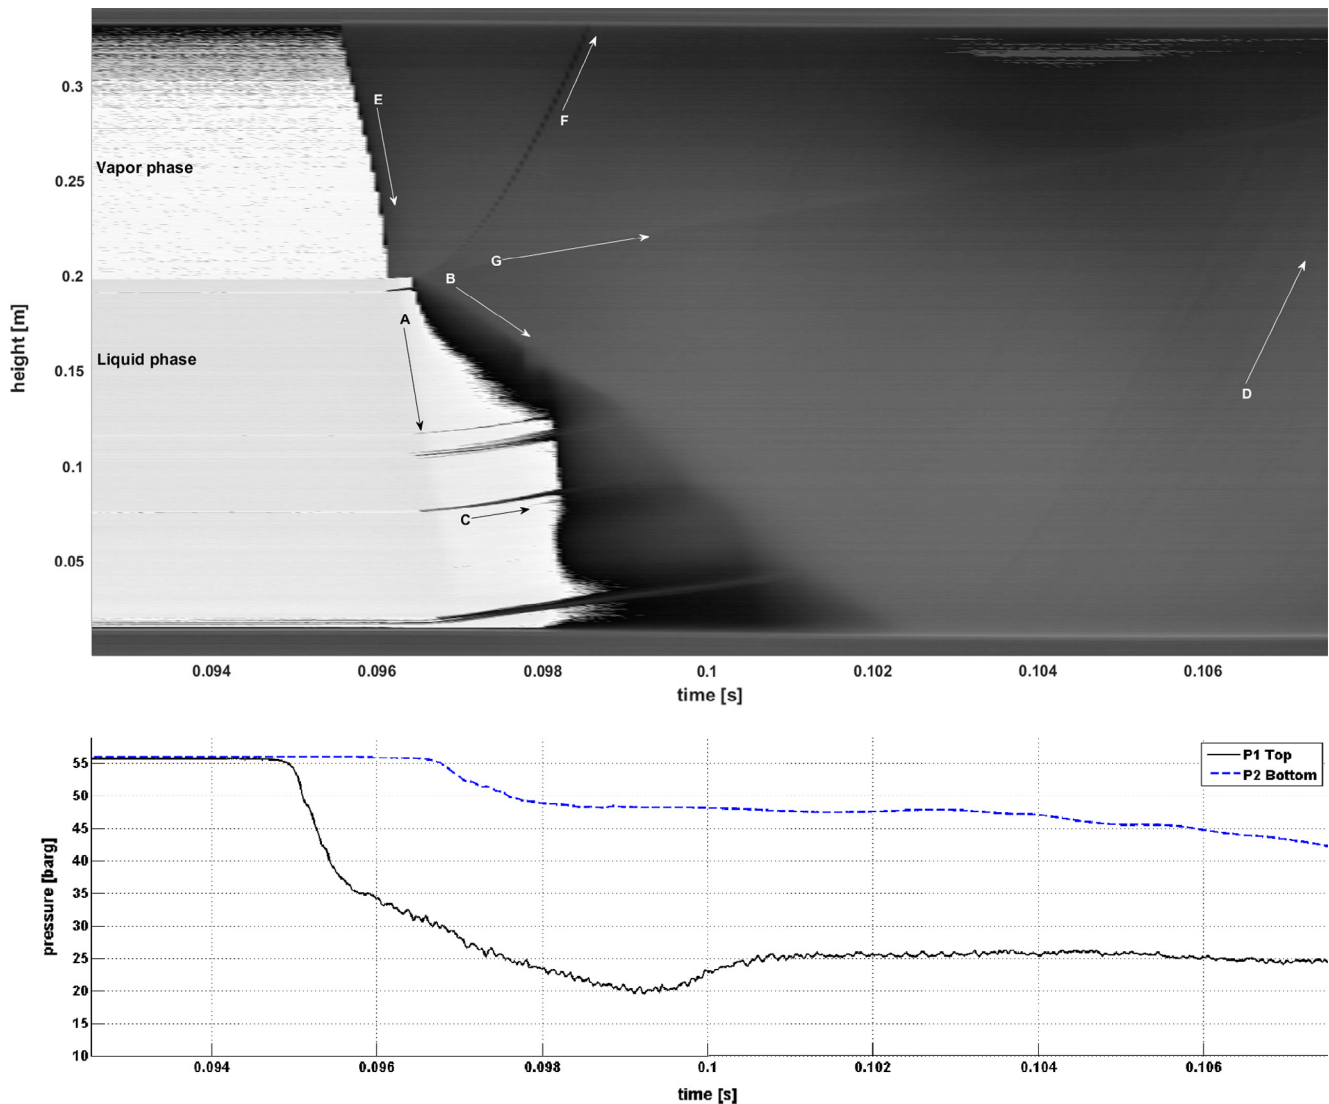 0.3
E
F
Vapor phase
0.25
G
0.2
B
height [m]
A
Liquid phase
0.15
D
0.1
C
0.05
0.094 0.096 0.098 0.1 0.102 0.104 0.106
time [s]
P1 Top
P2 Bottom
55
50
45
40
35
30
25
20
15
10
pressure [barg]
0.094 0.096 0.098 0.1 0.102 0.104 0.106
time [s]